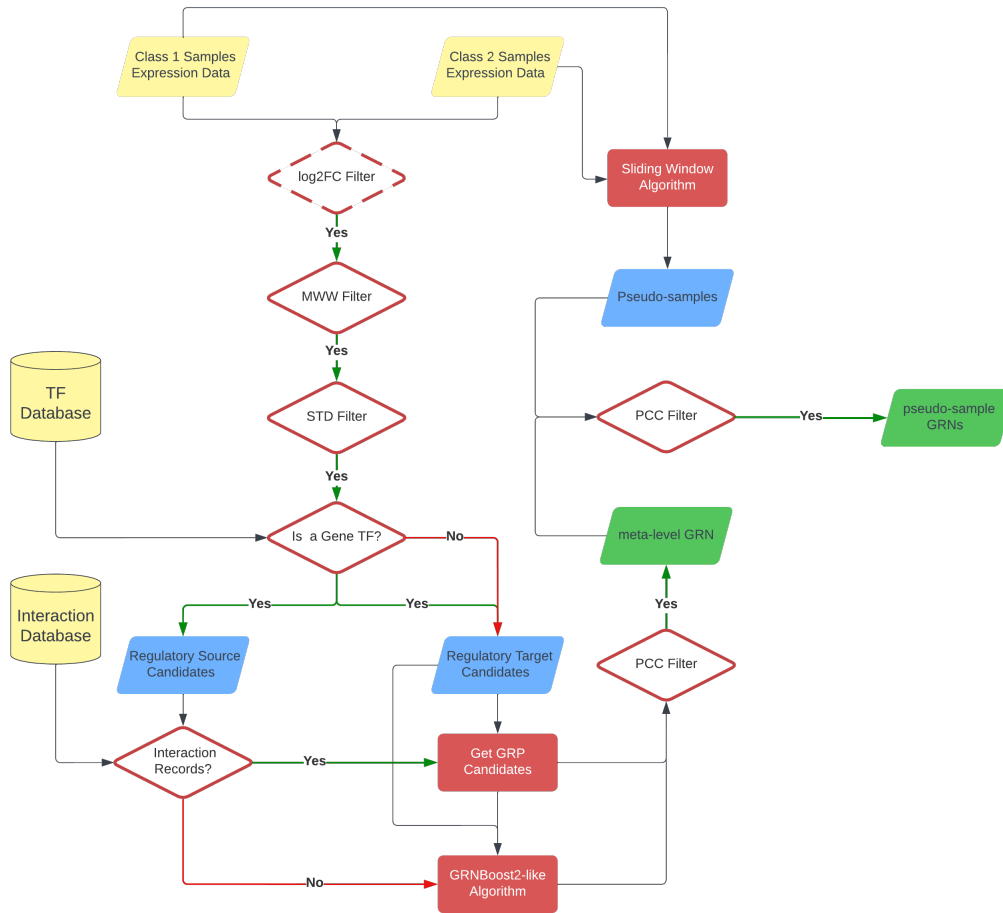 Class 1 Samples
Expression Data
Class 2 Samples
Expression Data
log2FC Filter
Sliding Window
Algorithm
Yes
MWW Filter
Pseudo-samples
Yes
TF
Database
STD Filter
PCC Filter
Yes
pseudo-sample
GRNs
Yes
Is a Gene TF?
No
meta-level GRN
Interaction
Database
Yes
Yes
Yes
Regulatory Source
Candidates
Regulatory Target
Candidates
PCC Filter
Interaction
Records?
Yes
Get GRP
Candidates
No
GRNBoost2-like
Algorithm